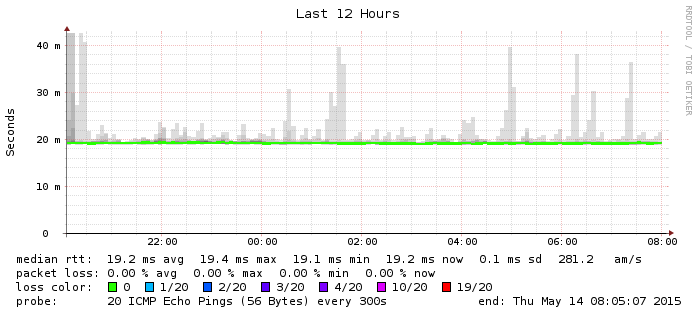 Last 12 Hours
RRDTOOL / TOBI OETIKER
Seconds
40 m
30 m
20 m
10 m
0
22:00 00:00 02:00 04:00 06:00 08:00
median rtt: 19.2 ms avg 19.4 ms max 19.1 ms min 19.2 ms now 0.1 ms sd 281.2 am/s
packet loss: 0.00 % avg 0.00 % max 0.00 % min 0.00 % now
loss color: 0 1/20 2/20 3/20 4/20 10/20 19/20
probe: 20 ICMP Echo Pings (56 Bytes) every 300s end: Thu May 14 08:05:07 2015